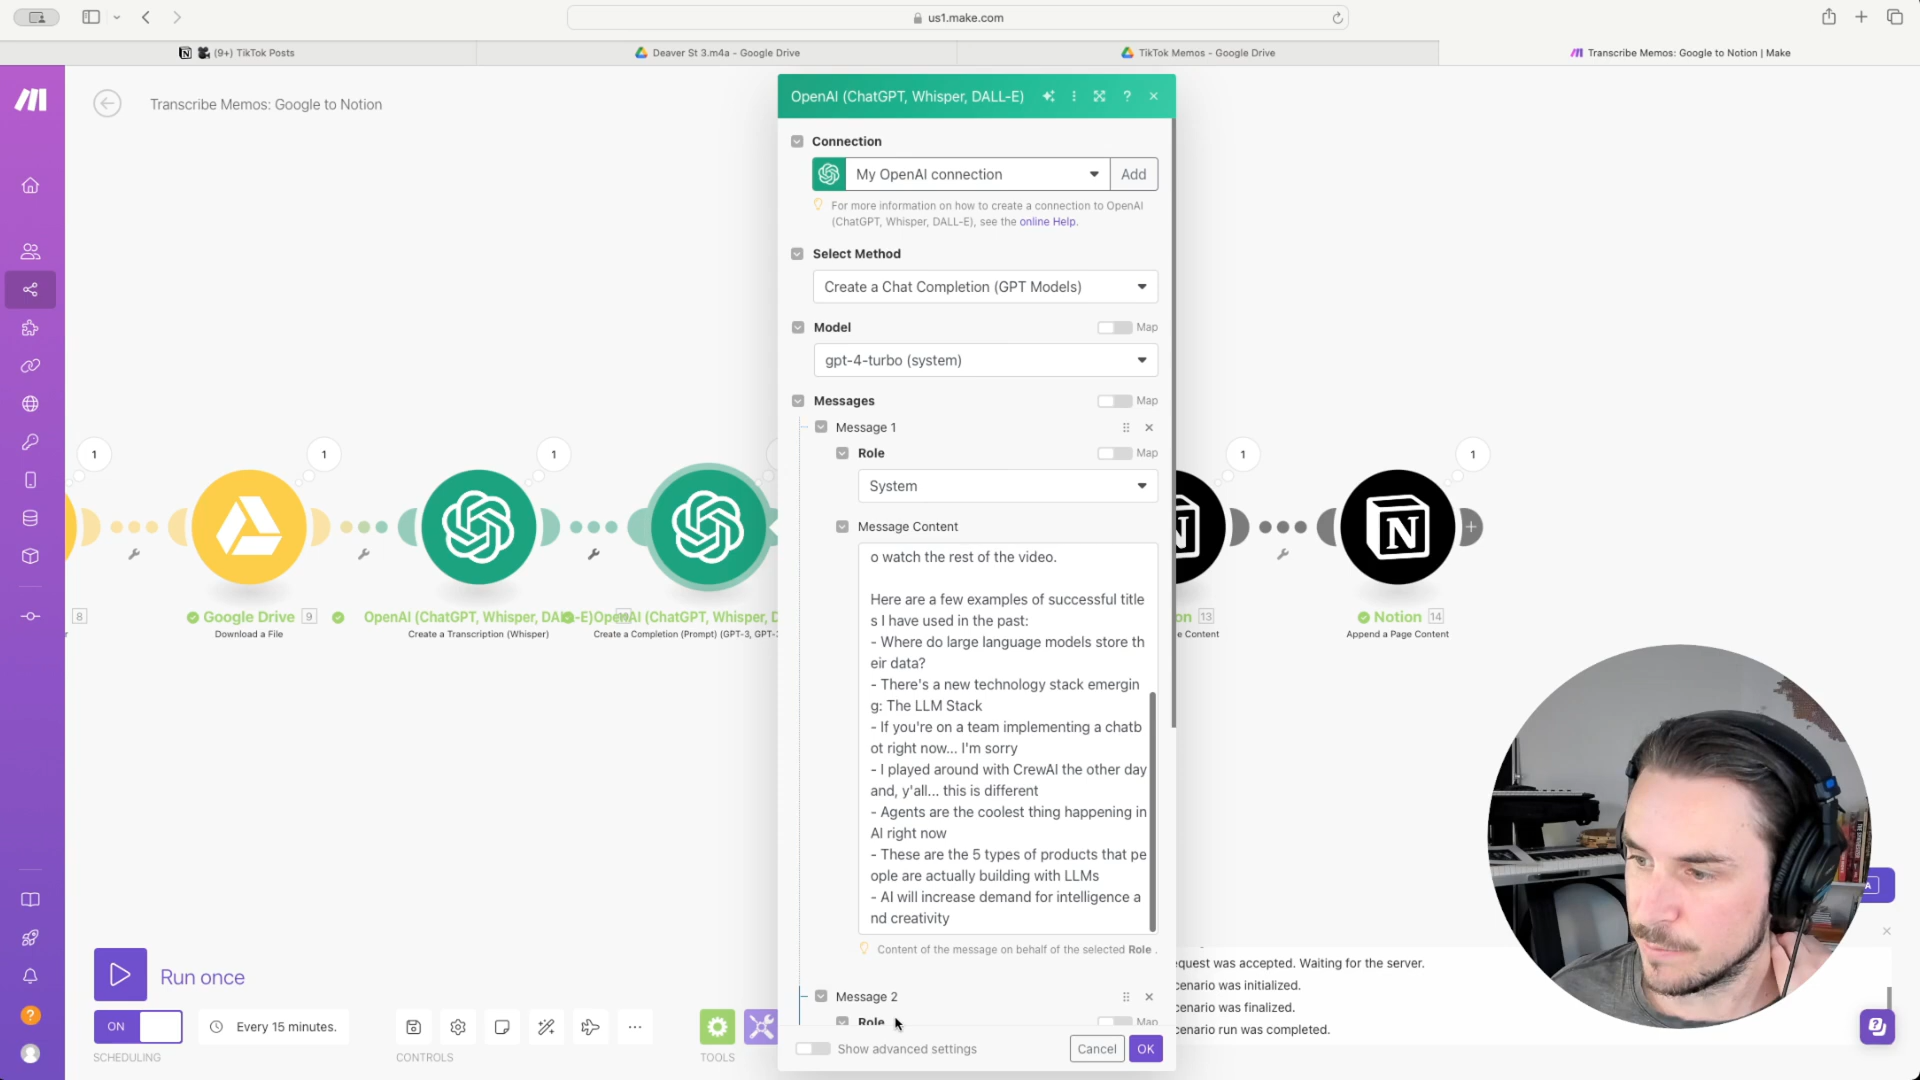 us1.make.com
(9+) TikTok Posts
Deaver St 3.m4a - Google Drive
TikTok Memos - Google Drive
Transcribe Memos: Google to Notion | Make
Transcribe Memos: Google to Notion
OpenAI (ChatGPT, Whisper, DALL-E)
?
Connection
My OpenAI connection
Add
For more information on how to create a connection to OpenAI
(ChatGPT, Whisper, DALL-E), see the online Help.
Select Method
Create a Chat Completion (GPT Models)
Model
Map
gpt-4-turbo (system)
Messages
Map
Message 1
Role
Map
System
Message Content
o watch the rest of the video.
Here are a few examples of successful title
s I have used in the past:
- Where do large language models store th
eir data?
- There's a new technology stack emergin
g: The LLM Stack
- If you're on a team implementing a chatb
ot right now... I'm sorry
- I played around with CrewAI the other day
and, y'all... this is different
- Agents are the coolest thing happening in
AI right now
- These are the 5 types of products that pe
ople are actually building with LLMs
- AI will increase demand for intelligence a
nd creativity
Content of the message on behalf of the selected Role .
Message 2
Role
Map
Show advanced settings
Cancel
OK
1
1
1
1
1
8
Google Drive 9
Download a File
OpenAI (ChatGPT, Whisper, DALL-E)
Create a Transcription (Whisper)
OpenAI (ChatGPT, Whisper, D
Create a Completion (Prompt) (GPT-3, GPT-
on 13
e Content
Notion 14
Append a Page Content
Run once
ON
Every 15 minutes.
SCHEDULING
CONTROLS
TOOLS
equest was accepted. Waiting for the server.
cenario was initialized.
cenario was finalized.
cenario run was completed.
A
?